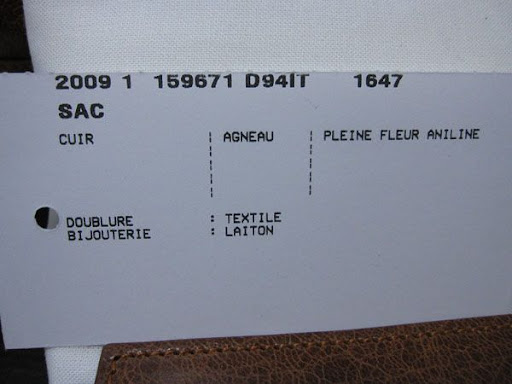 2009 1 159671 D94IT 1647
SAC
CUIR ¦ AGNEAU ¦ PLEINE FLEUR ANILINE
DOUBLURE : TEXTILE
BIJOUTERIE : LAITON